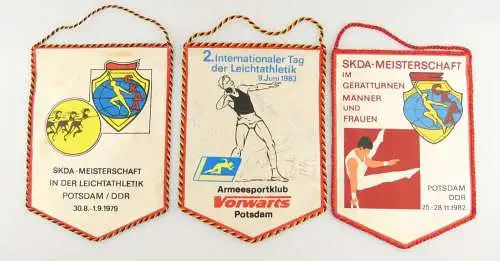 SKDA-MEISTERSCHAFT
IN DER LEICHTATHLETIK
POTSDAM / DDR
30.8.-1.9.1979
2. Internationaler Tag
der Leichtathletik
9. Juni 1983
Armeesportklub
Vorwärts
Potsdam
SKDA-MEISTERSCHAFT
IM
GERÄTTURNEN
MÄNNER UND
FRAUEN
POTSDAM
DDR
25.-28.11.1982